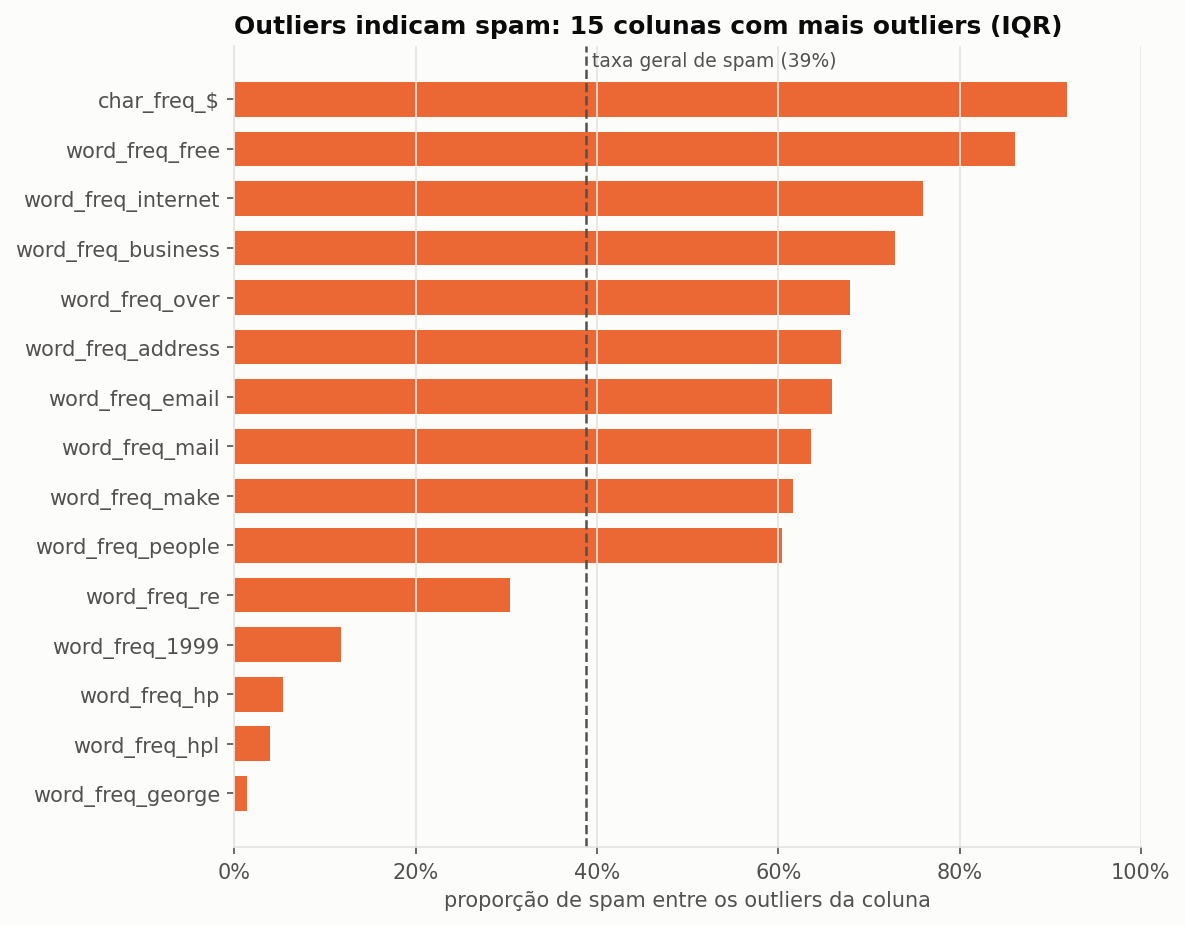 Outliers indicam spam: 15 colunas com mais outliers (IQR)
taxa geral de spam (39%)
char_freq_$
word_freq_free
word_freq_internet
word_freq_business
word_freq_over
word_freq_address
word_freq_email
word_freq_mail
word_freq_make
word_freq_people
word_freq_re
word_freq_1999
word_freq_hp
word_freq_hpl
word_freq_george
0% 20% 40% 60% 80% 100%
proporção de spam entre os outliers da coluna